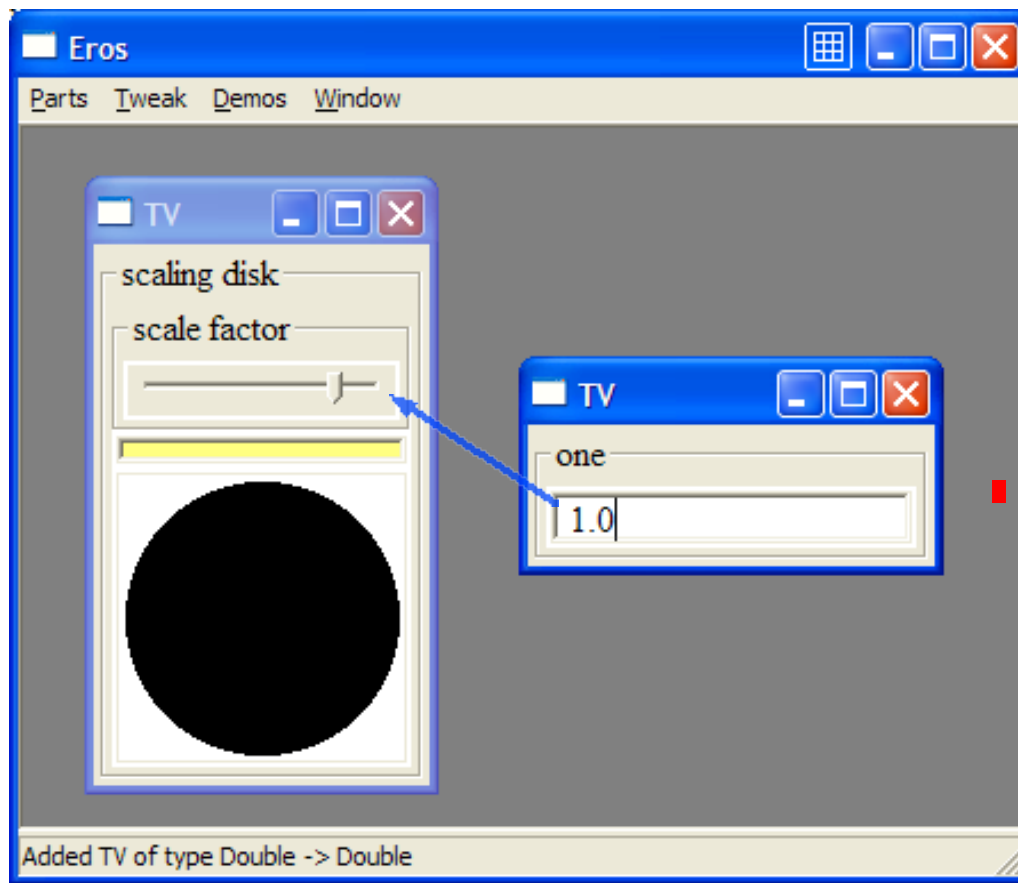 Eros
Parts Tweak Demos Window
TV
scaling disk
scale factor
TV
one
1.0
Added TV of type Double -> Double